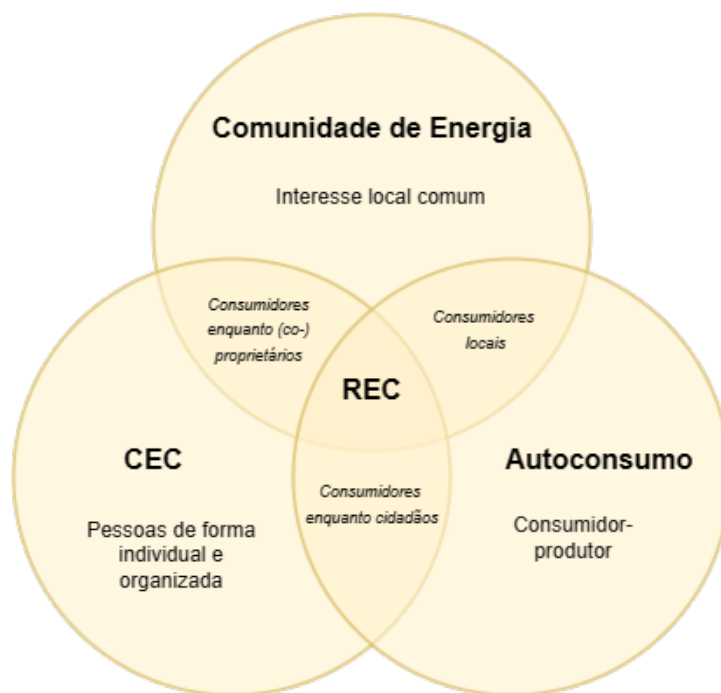 Comunidade de Energia
Interesse local comum
Consumidores
enquanto (co-)
proprietários
Consumidores
locais
REC
CEC
Autoconsumo
Pessoas de forma
individual e
organizada
Consumidores
enquanto cidadãos
Consumidor-
produtor